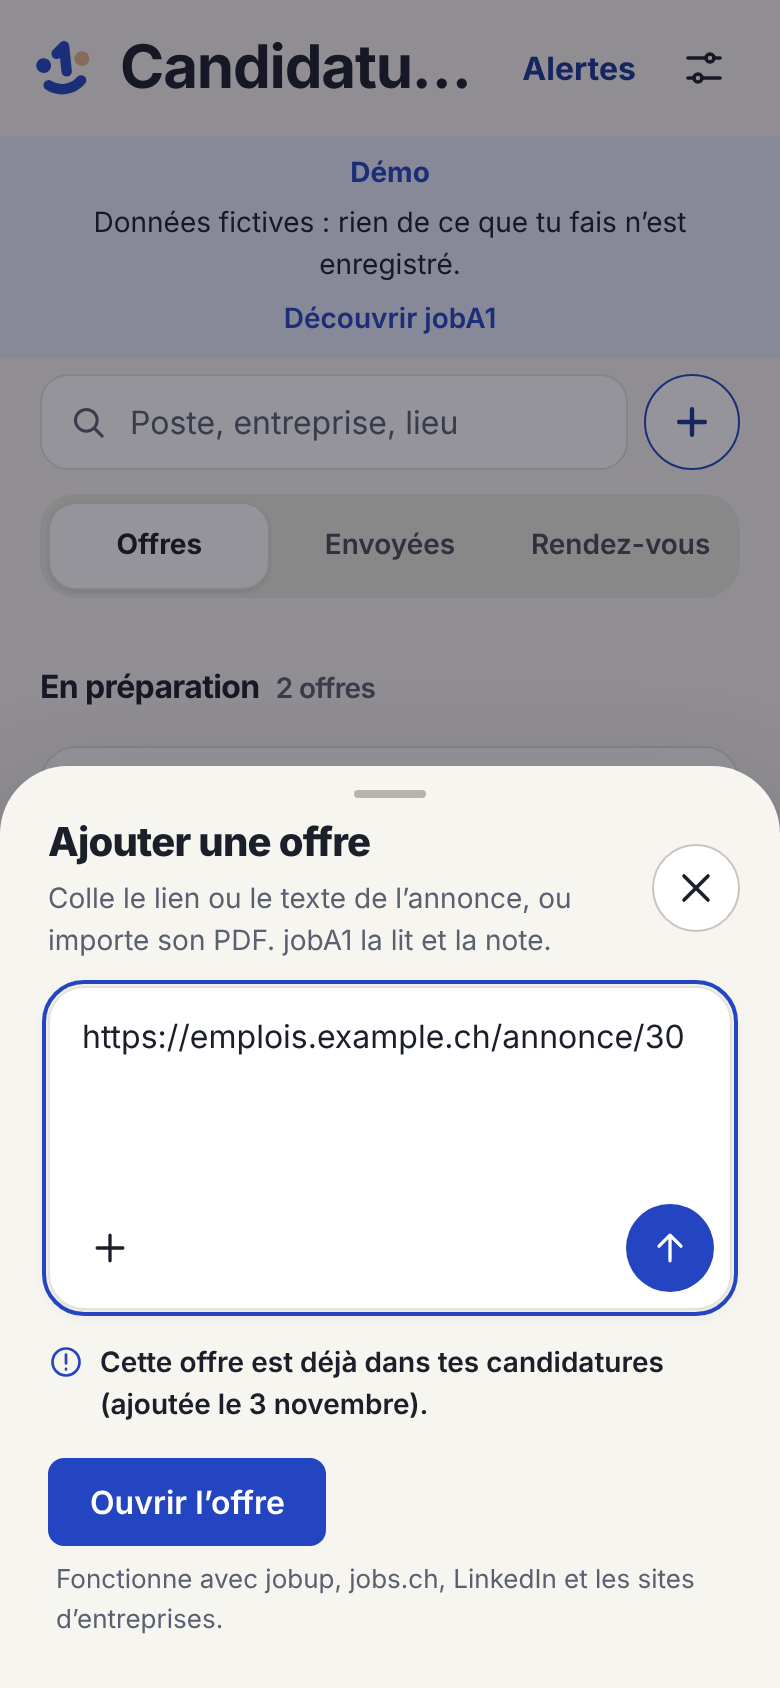 Candidatu...
Alertes
Démo
Données fictives : rien de ce que tu fais n’est
enregistré.
Découvrir jobA1
Poste, entreprise, lieu
Offres
Envoyées
Rendez-vous
En préparation 2 offres
Ajouter une offre
Colle le lien ou le texte de l’annonce, ou
importe son PDF. jobA1 la lit et la note.
https://emplois.example.ch/annonce/30
Cette offre est déjà dans tes candidatures
(ajoutée le 3 novembre).
Ouvrir l’offre
Fonctionne avec jobup, jobs.ch, LinkedIn et les sites
d’entreprises.